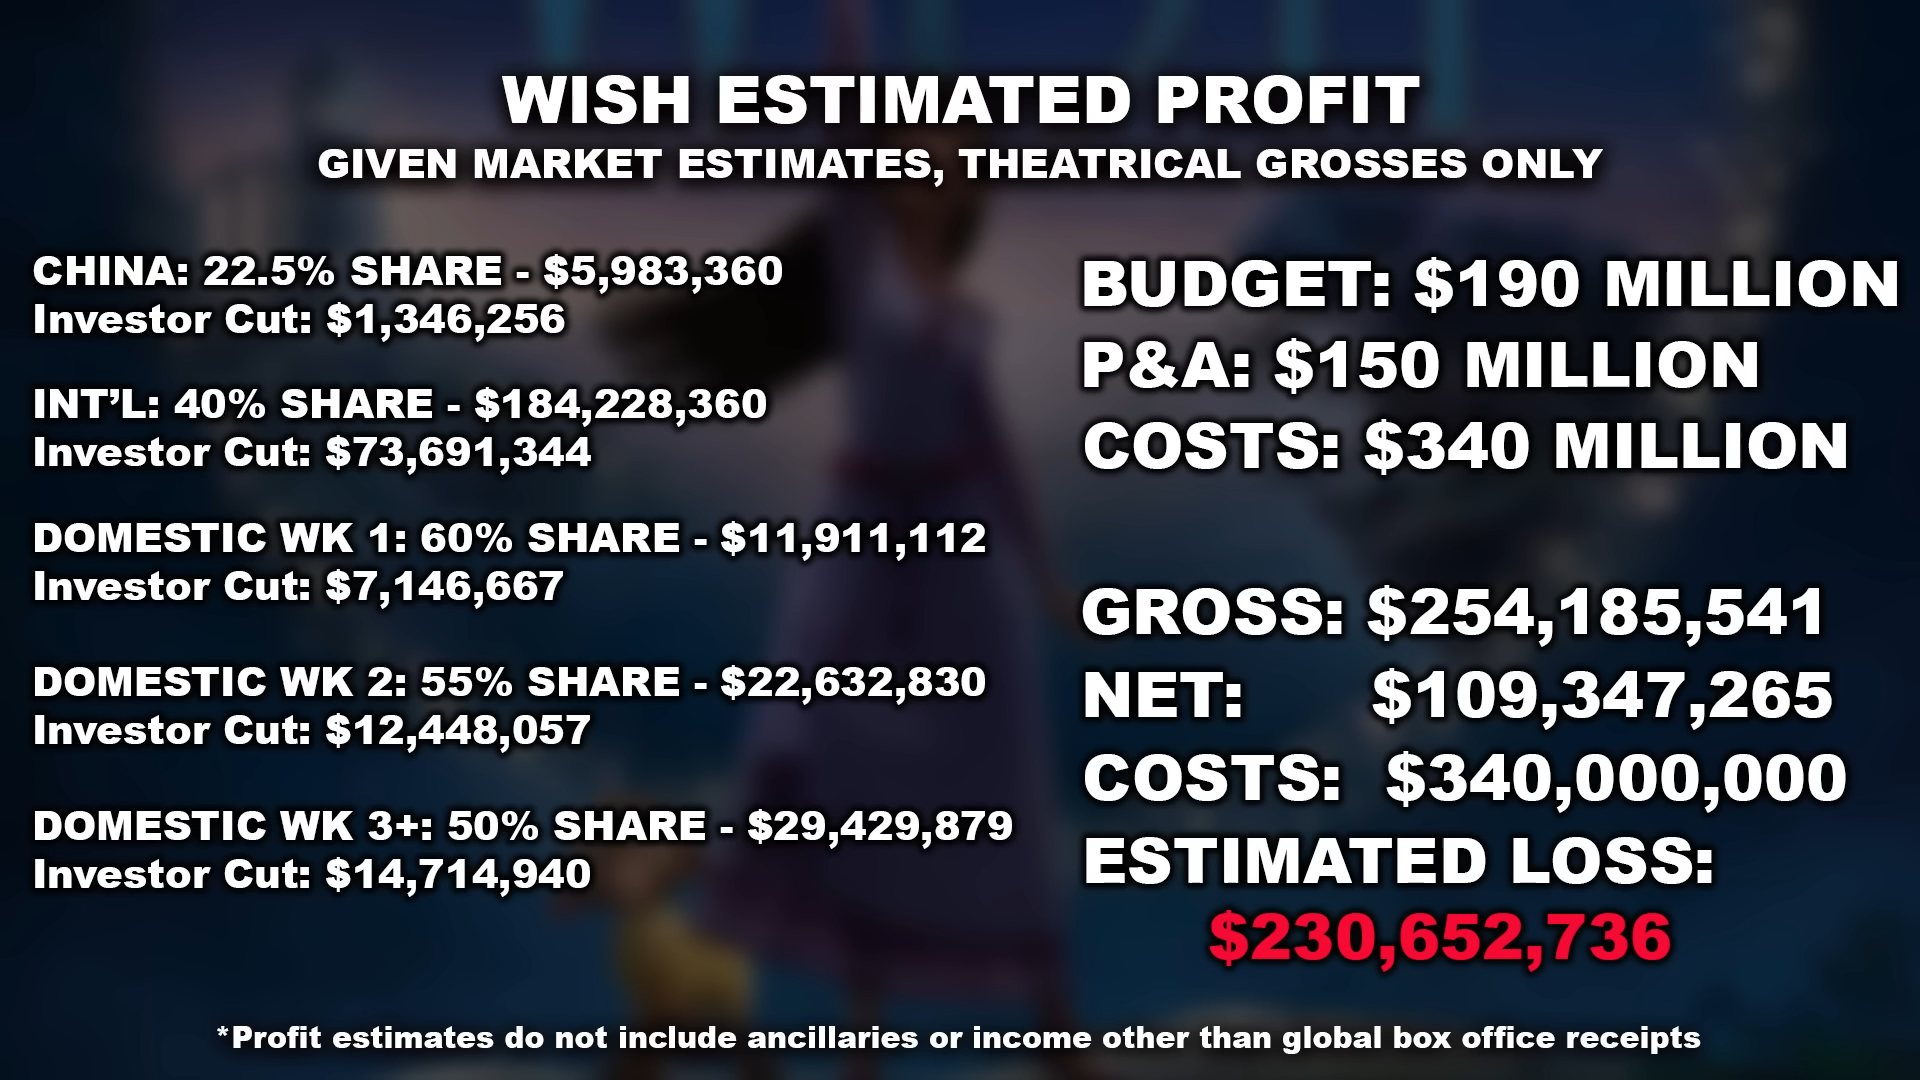 WISH ESTIMATED PROFIT
GIVEN MARKET ESTIMATES, THEATRICAL GROSSES ONLY
CHINA: 22.5% SHARE - $5,983,360
Investor Cut: $1,346,256
INT'L: 40% SHARE - $184,228,360
Investor Cut: $73,691,344
DOMESTIC WK 1: 60% SHARE - $11,911,112
Investor Cut: $7,146,667
DOMESTIC WK 2: 55% SHARE - $22,632,830
Investor Cut: $12,448,057
DOMESTIC WK 3+: 50% SHARE - $29,429,879
Investor Cut: $14,714,940
BUDGET: $190 MILLION
P&A: $150 MILLION
COSTS: $340 MILLION
GROSS: $254,185,541
NET: $109,347,265
COSTS: $340,000,000
ESTIMATED LOSS:
$230,652,736
*Profit estimates do not include ancillaries or income other than global box office receipts